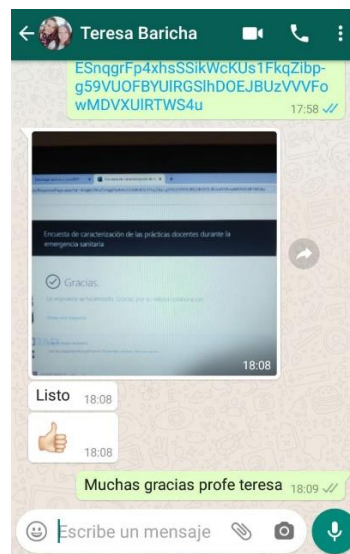 Teresa Baricha
ESnqgrFp4xhsSSikWcKUs1FkqZibp-
g59VUOFBYUlRGSlhDOEJBUzVVVFo
wMDVXUlRTWS4u
17:58
Encuesta de caracterización de las prácticas docentes durante la
emergencia sanitaria
Gracias.
18:08
Listo 18:08
18:08
Muchas gracias profe teresa 18:09
Escribe un mensaje